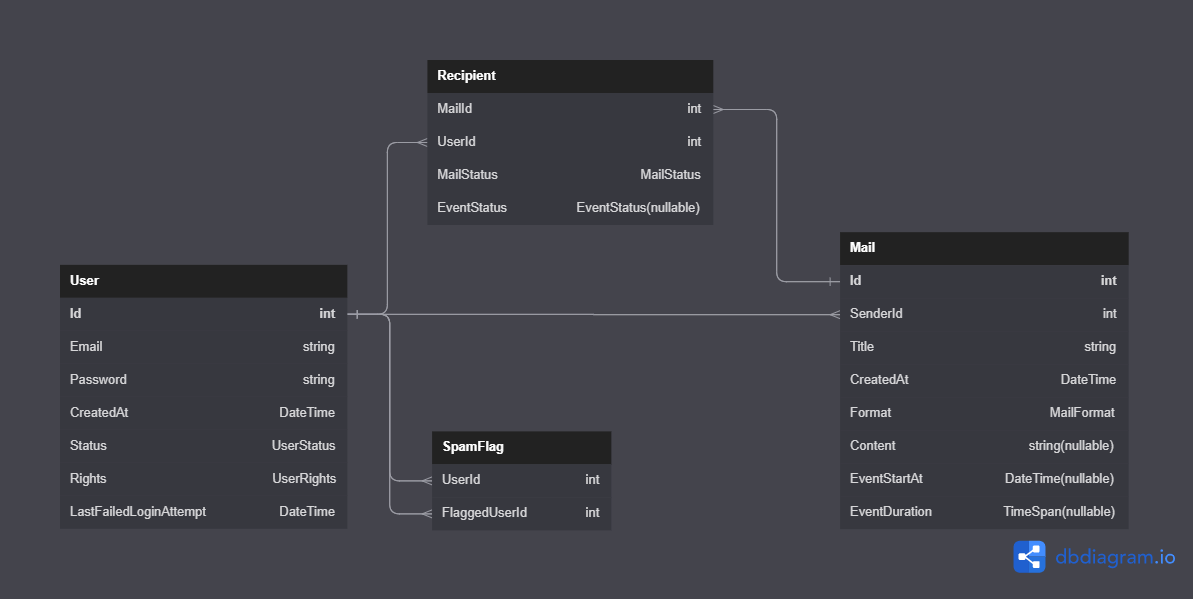 Recipient
MailId int
UserId int
MailStatus MailStatus
EventStatus EventStatus(nullable)
User
Id int
Email string
Password string
CreatedAt DateTime
Status UserStatus
Rights UserRights
LastFailedLoginAttempt DateTime
SpamFlag
UserId int
FlaggedUserId int
Mail
Id int
SenderId int
Title string
CreatedAt DateTime
Format MailFormat
Content string(nullable)
EventStartAt DateTime(nullable)
EventDuration TimeSpan(nullable)
dbdiagram.io